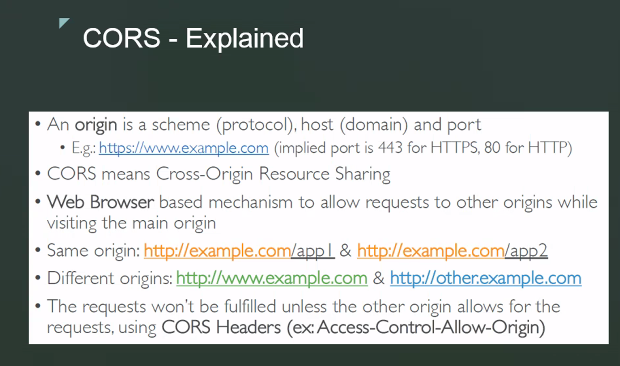 CORS - Explained
• An origin is a scheme (protocol), host (domain) and port
• E.g.: https://www.example.com (implied port is 443 for HTTPS, 80 for HTTP)
• CORS means Cross-Origin Resource Sharing
• Web Browser based mechanism to allow requests to other origins while
visiting the main origin
• Same origin: http://example.com/app1 & http://example.com/app2
• Different origins: http://www.example.com & http://other.example.com
• The requests won't be fulfilled unless the other origin allows for the
requests, using CORS Headers (ex: Access-Control-Allow-Origin)